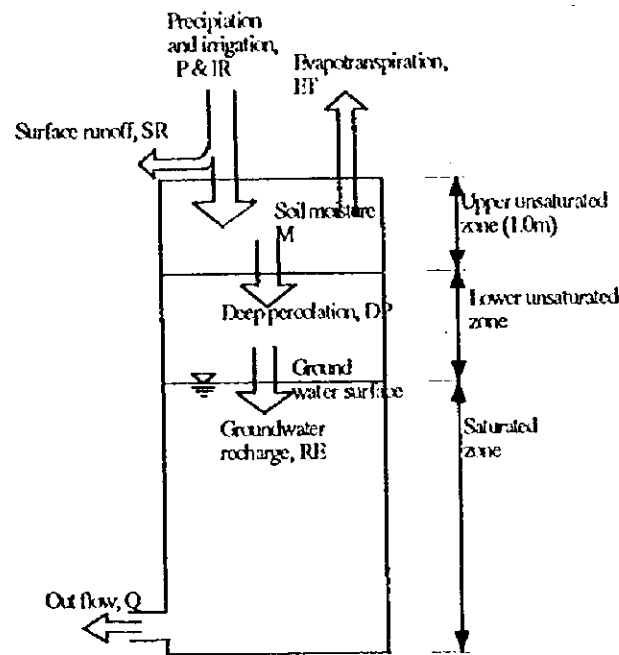 Precipiation
and irrigation,
P & IR
Evapotranspiration,
ET
Surface runoff, SR
Soil moisture
M
Upper unsaturated
zone (1.0m)
Deep percolation, DP
Lower unsaturated
zone
Ground
water surface
Groundwater
recharge, RE
Saturated
zone
Out flow, Q